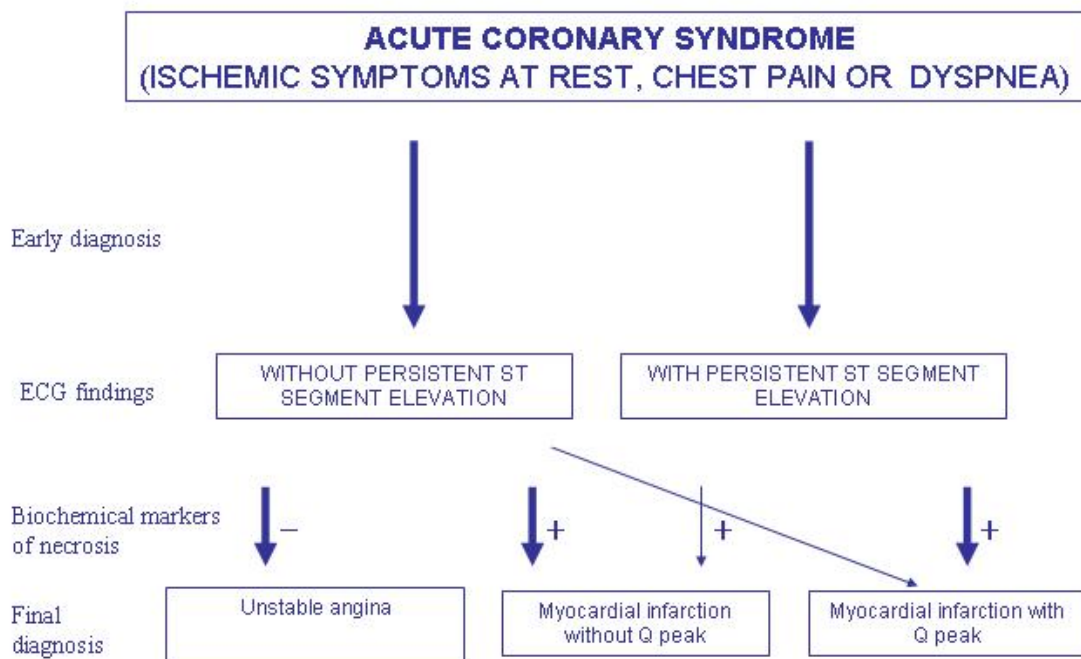 ACUTE CORONARY SYNDROME
(ISCHEMIC SYMPTOMS AT REST, CHEST PAIN OR DYSPNEA)
Early diagnosis
ECG findings
WITHOUT PERSISTENT ST
SEGMENT ELEVATION
WITH PERSISTENT ST SEGMENT
ELEVATION
Biochemical markers
of necrosis
–
+
+
+
Final
diagnosis
Unstable angina
Myocardial infarction
without Q peak
Myocardial infarction with
Q peak